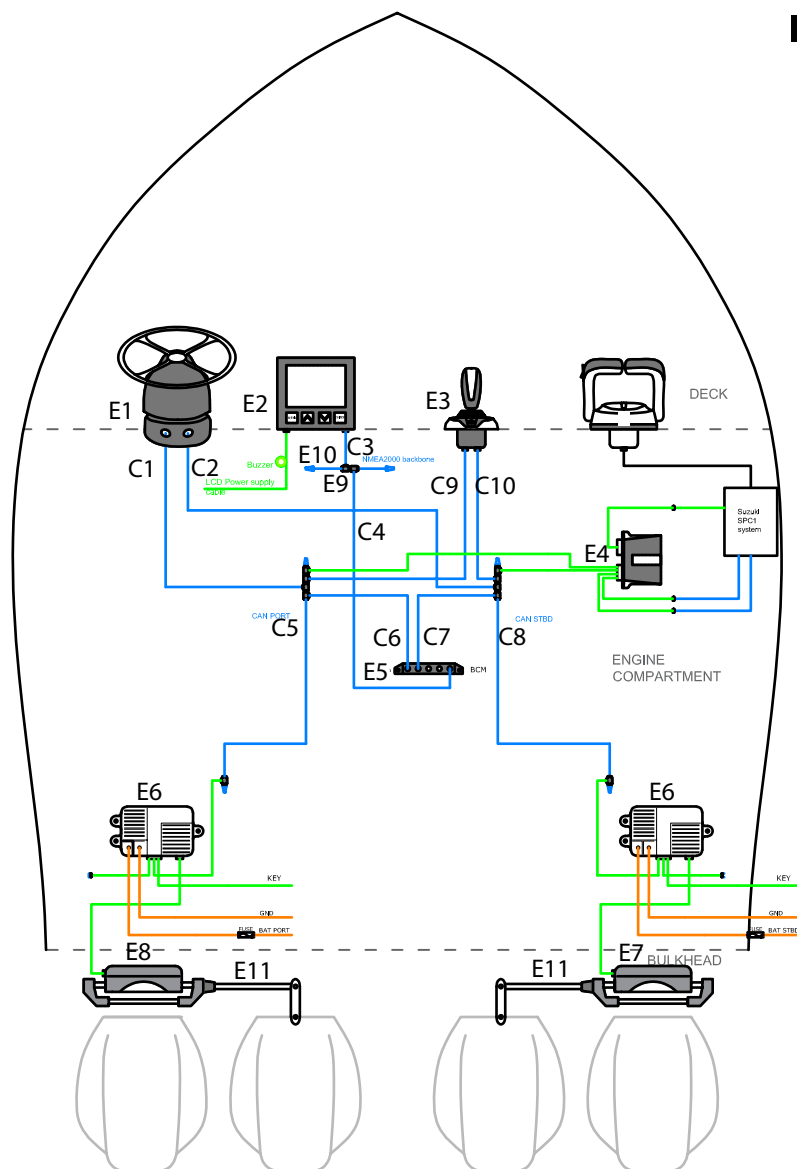 E1
E2
E3
DECK
C1
C2
E10
C3
NMEA2000 backbone
Buzzer
E9
LCD Power supply
cable
C9
C10
C4
E4
Suzuki
SPC1
system
CAN PORT
C5
C6
C7
C8
CAN STBD
E5
BCM
ENGINE
COMPARTMENT
E6
E6
KEY
KEY
GND
GND
FUSE
BAT PORT
FUSE
BAT STBD
E8
E11
E11
E7
BULKHEAD